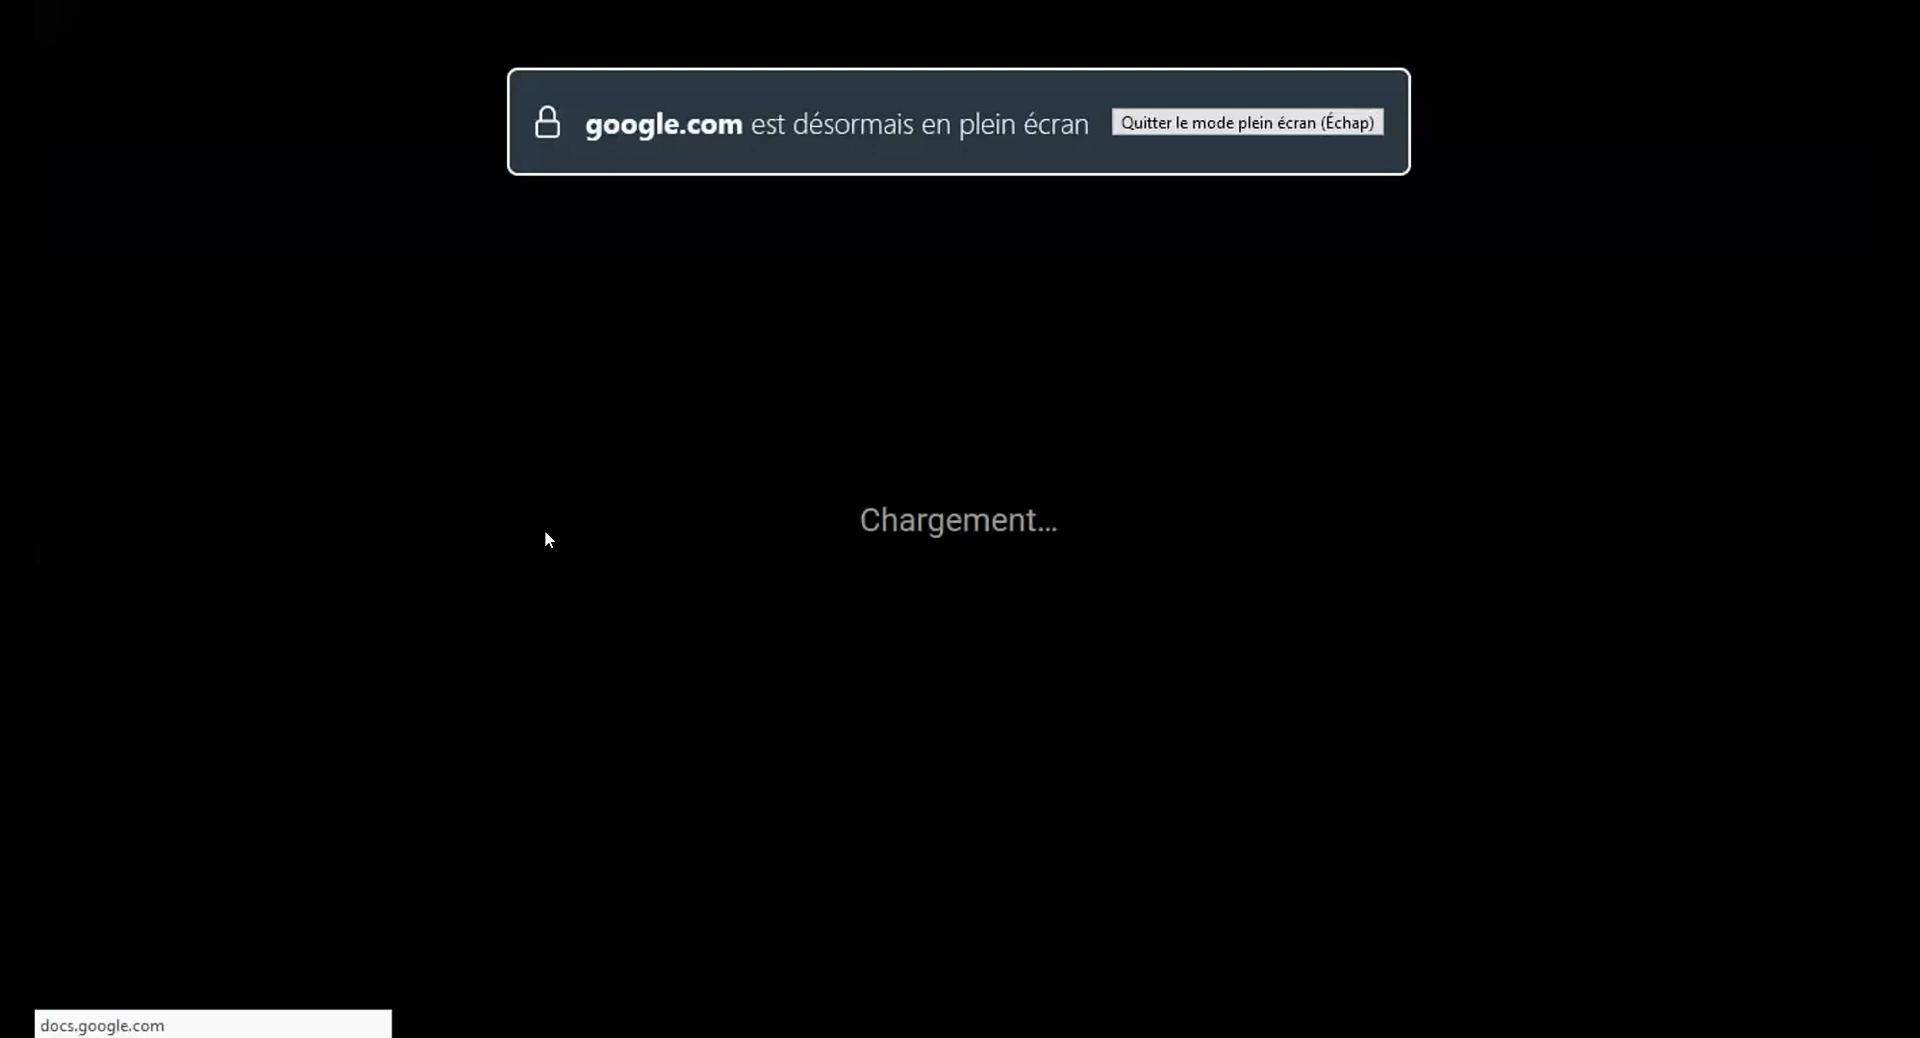 google.com est désormais en plein écran Quitter le mode plein écran (Échap)
Chargement…
docs.google.com